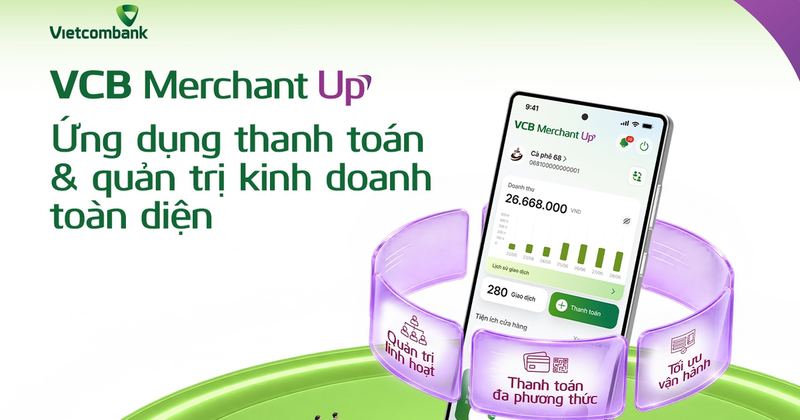 Vietcombank
VCB Merchant Up
Ứng dụng thanh toán
& quản trị kinh doanh
toàn diện
9:41
VCB Merchant Up
Cà phê 68 >
068100000000001
Doanh thu
26.668.000 VND
Lịch sử giao dịch
280 Giao dịch
Thanh toán
Tiện ích cửa hàng
Quản trị
linh hoạt
Thanh toán
đa phương thức
Tối ưu
vận hành